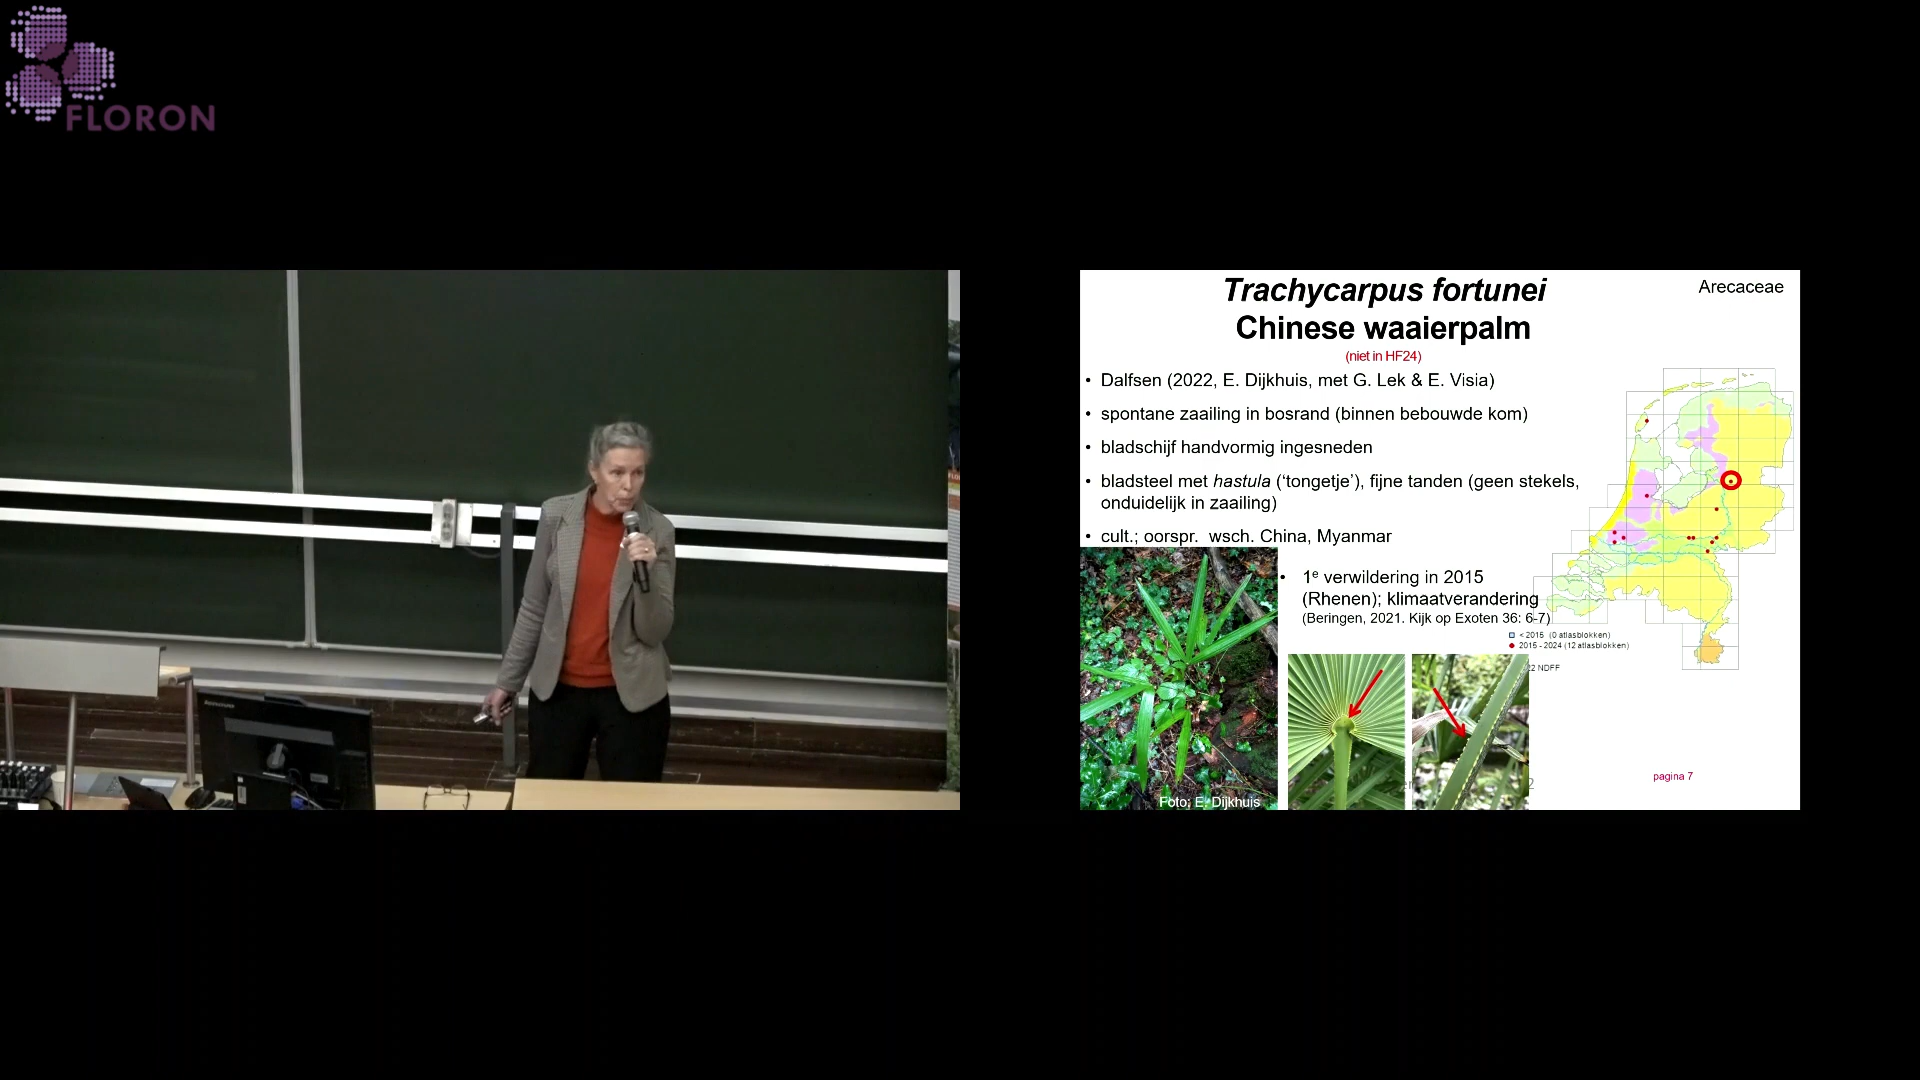 FLORON
Trachycarpus fortunei
Arecaceae
Chinese waaierpalm
(niet in HF24)
• Dalfsen (2022, E. Dijkhuis, met G. Lek & E. Visia)
• spontane zaailing in bosrand (binnen bebouwde kom)
• bladschijf handvormig ingesneden
• bladsteel met hastula (‘tongetje’), fijne tanden (geen stekels,
onduidelijk in zaailing)
• cult.; oorspr. wsch. China, Myanmar
• 1e verwildering in 2015
(Rhenen); klimaatverandering
(Beringen, 2021. Kijk op Exoten 36: 6-7)
< 2015 (0 atlasblokken)
2015 - 2024 (12 atlasblokken)
22 NDFF
pagina 7
Foto: E. Dijkhuis